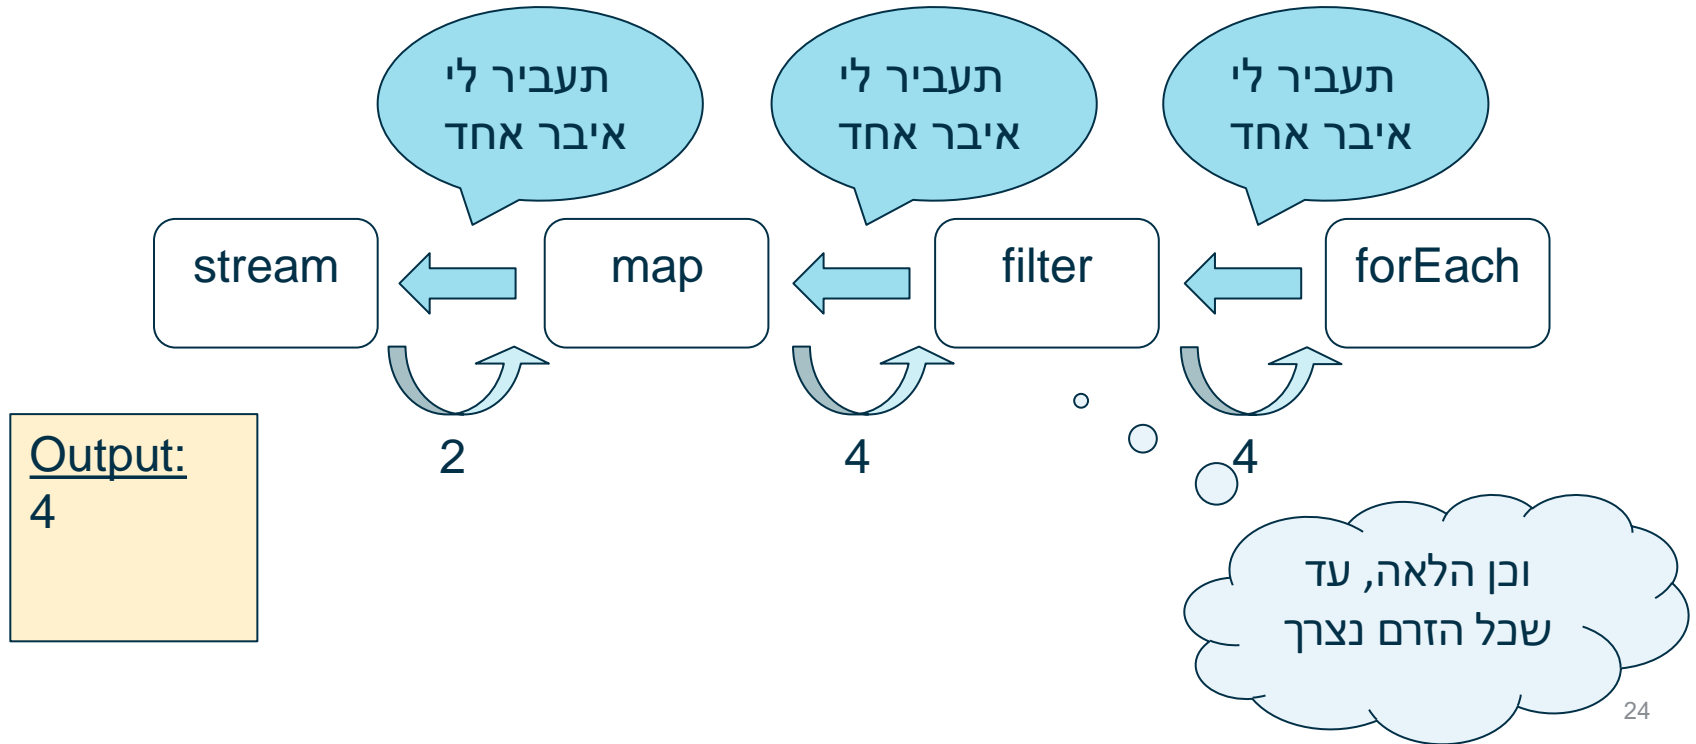 תעביר לי
איבר אחד
תעביר לי
איבר אחד
תעביר לי
איבר אחד
stream
map
filter
forEach
2
4
4
Output:
4
וכן הלאה, עד
שכל הזרם נצרך
24